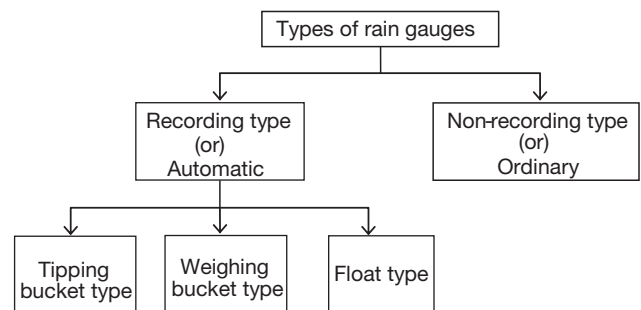 Types of rain gauges
Recording type
(or)
Automatic
Non-recording type
(or)
Ordinary
Tipping
bucket type
Weighing
bucket type
Float type